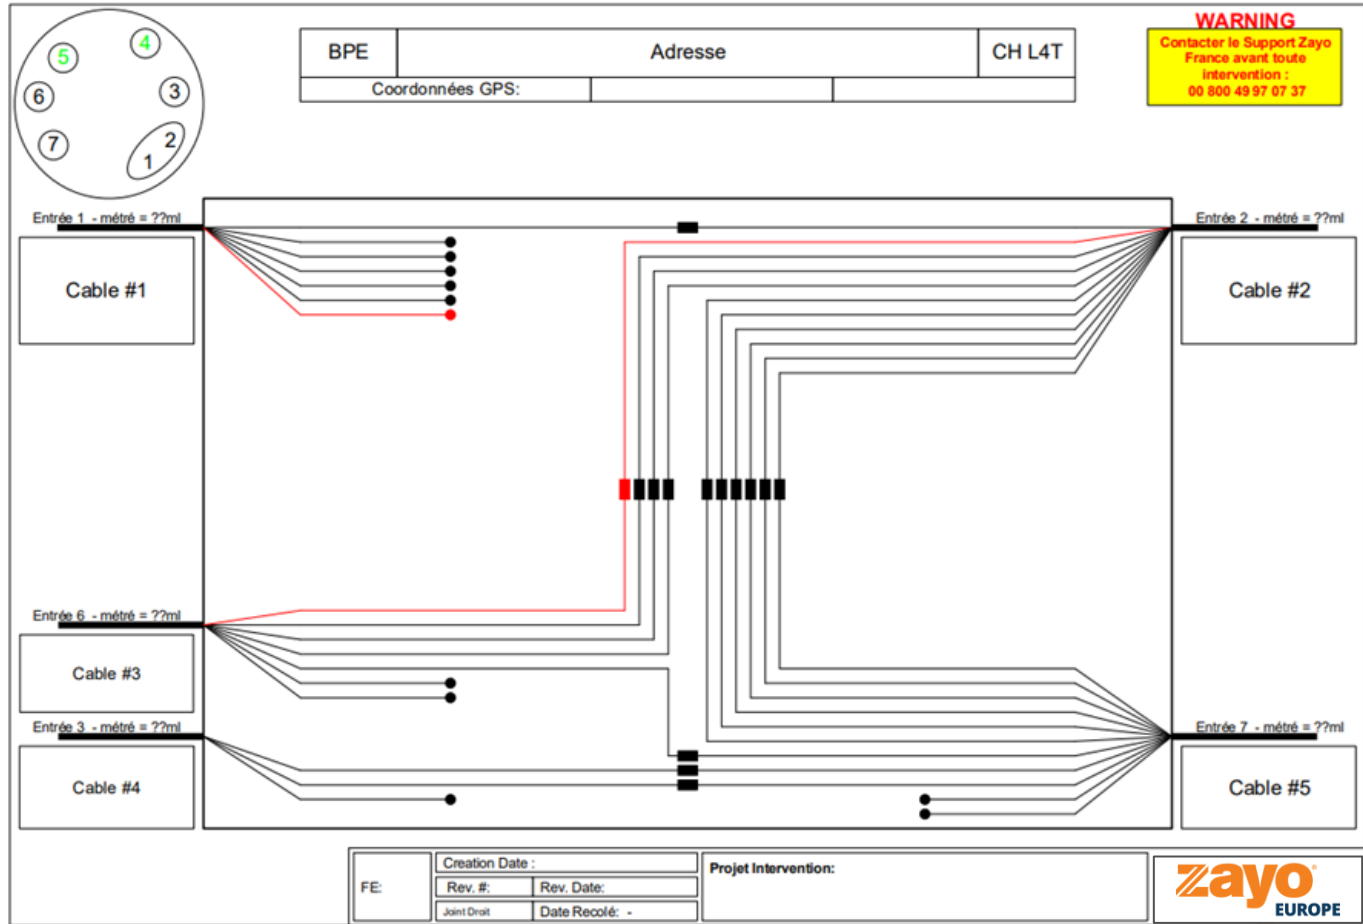 WARNING
Contacter le Support Zayo
France avant toute
intervention :
00 800 49 97 07 37
BPE
Adresse
CH L4T
Coordonnées GPS:
5
4
6
3
7
2
1
Entrée 1 - métré = ??ml
Entrée 2 - métré = ??ml
Cable #1
Cable #2
Entrée 6 - métré = ??ml
Cable #3
Entrée 3 - métré = ??ml
Entrée 7 - métré = ??ml
Cable #4
Cable #5
FE:
Creation Date :
Rev. #:
Rev. Date:
Joint Droit
Date Recolé: -
Projet Intervention:
zayo
EUROPE